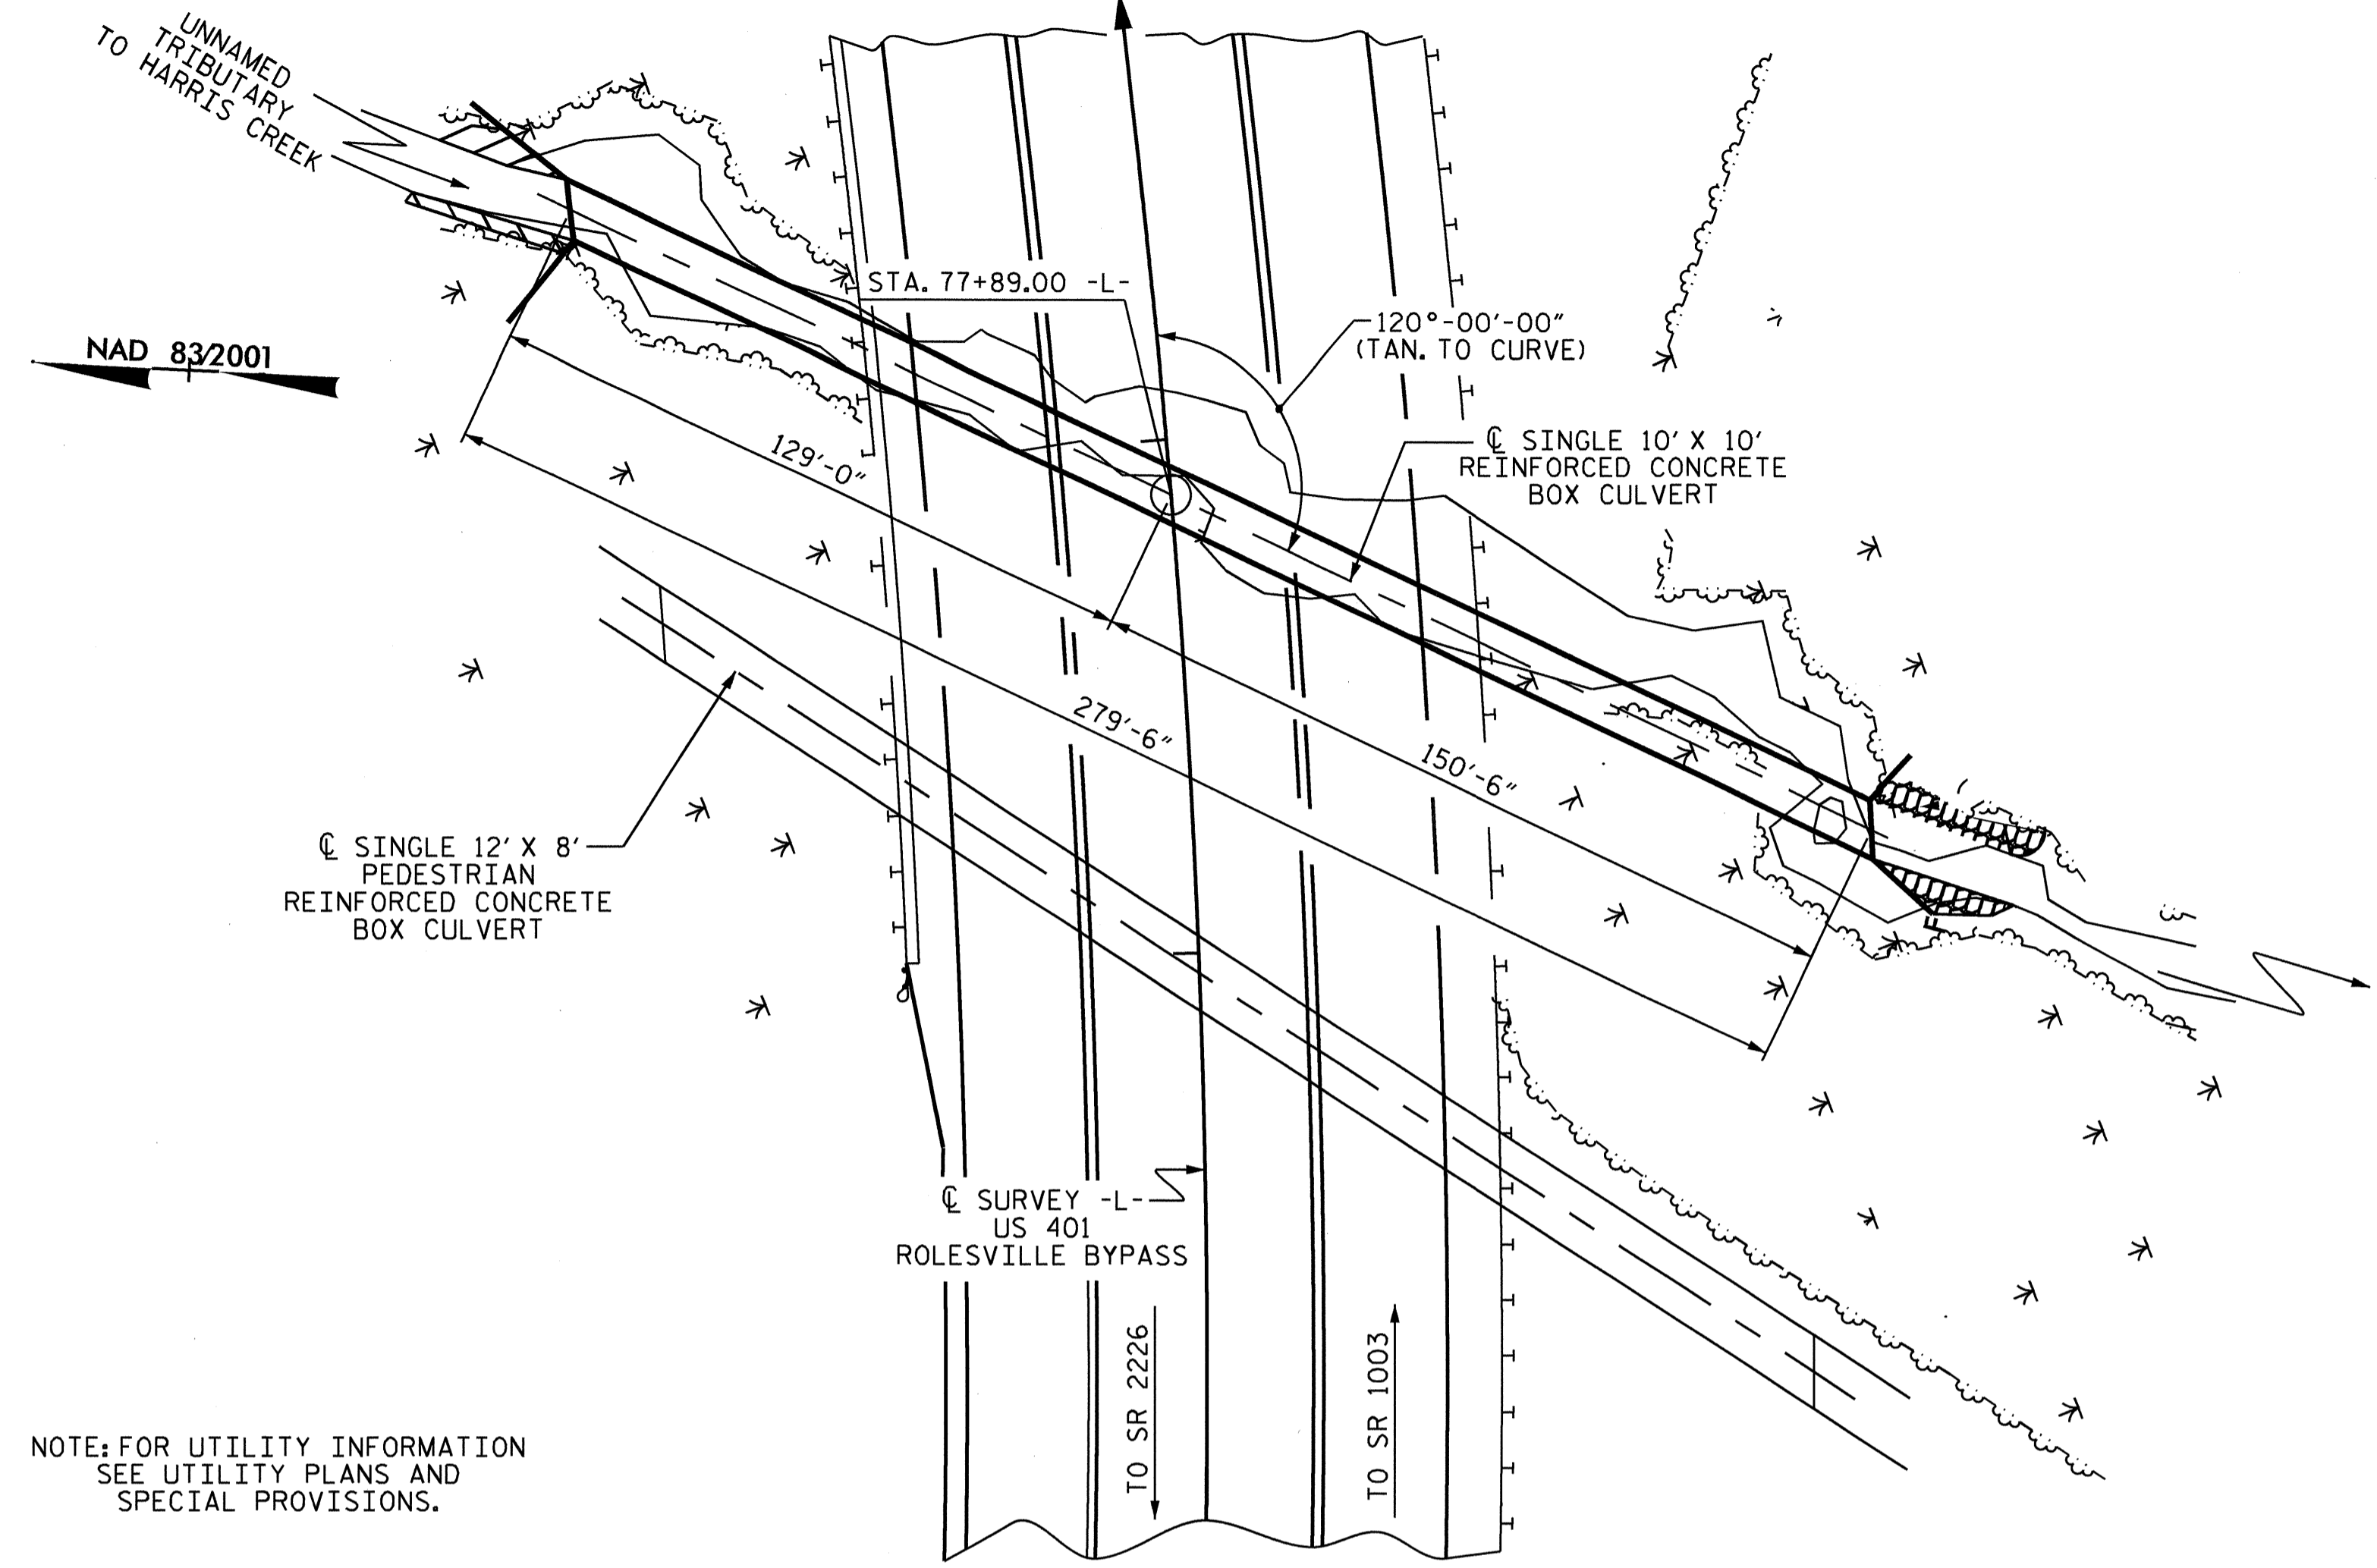 UNNAMED
TRIBUTARY
TO HARRIS CREEK
NAD 83/2001
STA. 77+89.00 -L-
120°-00'-00"
(TAN. TO CURVE)
℄ SINGLE 10' X 10'
REINFORCED CONCRETE
BOX CULVERT
129'-0"
279'-6"
150'-6"
℄ SINGLE 12' X 8'
PEDESTRIAN
REINFORCED CONCRETE
BOX CULVERT
℄ SURVEY -L-
US 401
ROLESVILLE BYPASS
TO SR 2226
TO SR 1003
NOTE: FOR UTILITY INFORMATION
SEE UTILITY PLANS AND
SPECIAL PROVISIONS.